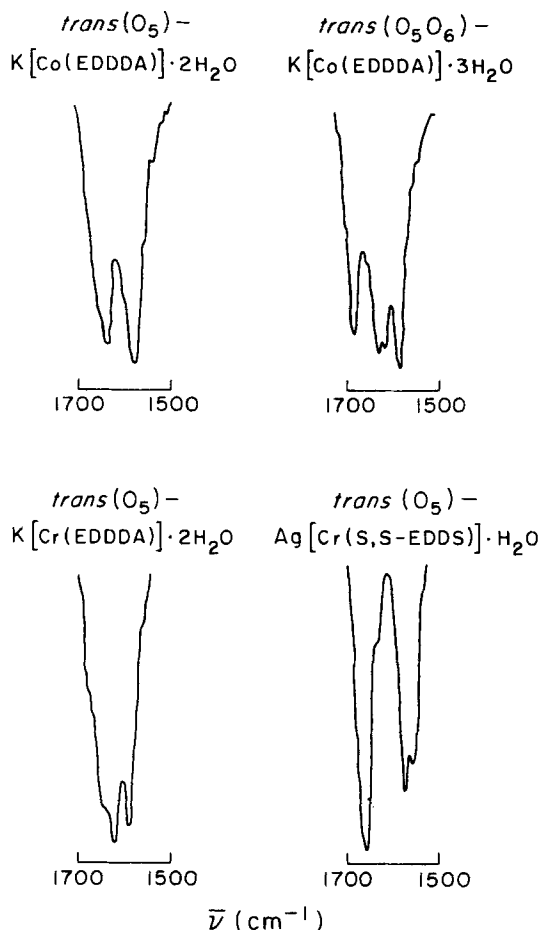 trans(O₅)–
K[Co(EDDDA)]·2H₂O
trans(O₅O₆)–
K[Co(EDDDA)]·3H₂O
1700 1500
1700 1500
trans(O₅)–
K[Cr(EDDDA)]·2H₂O
trans (O₅)–
Ag[Cr(S,S-EDDS)]·H₂O
1700 1500
1700 1500
ν̅ (cm⁻¹)